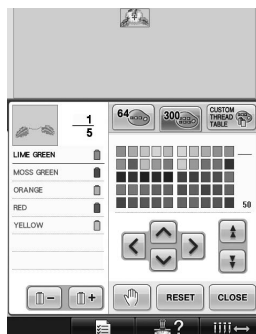 1
5
64
300
CUSTOM
THREAD
TABLE
LIME GREEN
MOSS GREEN
ORANGE
RED
YELLOW
50
−
+
RESET
CLOSE
?